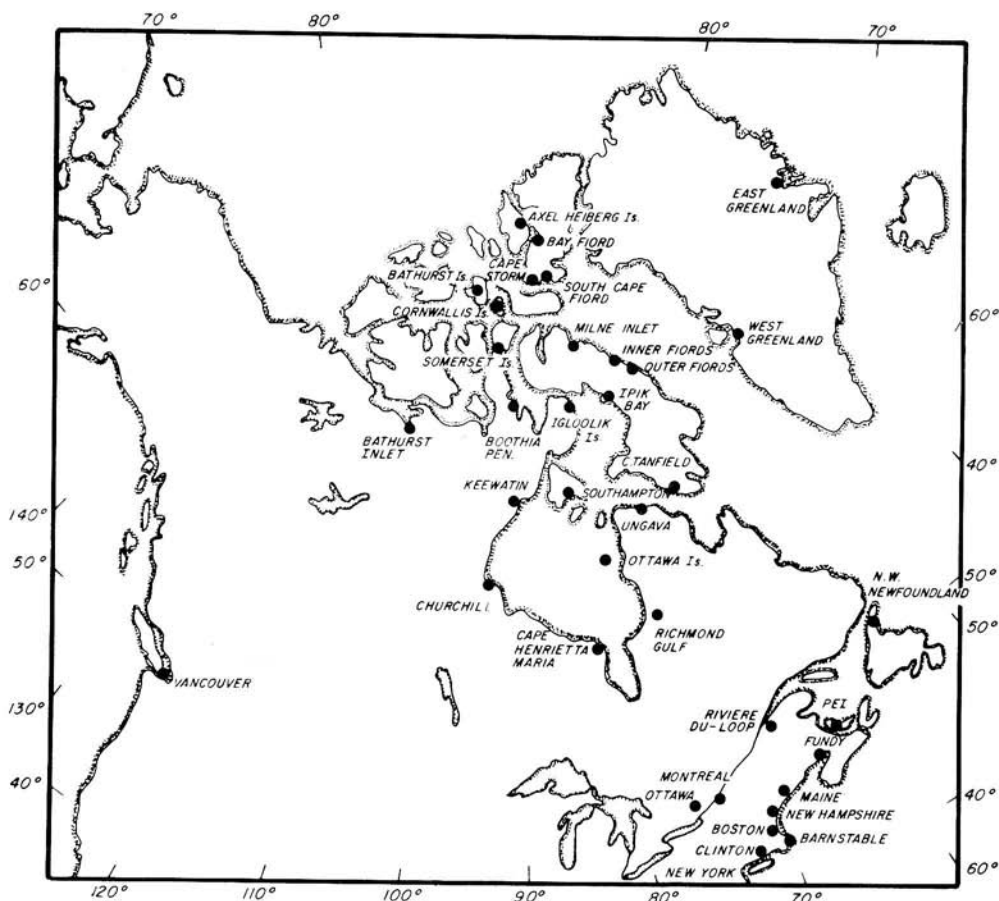 70°
80°
80°
70°
EAST
GREENLAND
AXEL HEIBERG Is.
BAY FIORD
CAPE
STORM
BATHURST Is.
SOUTH CAPE
FIORD
60°
CORNWALLIS Is.
60°
MILNE INLET
WEST
GREENLAND
INNER FIORDS
SOMERSET Is.
OUTER FIORDS
IPIK
BAY
IGLOOLIK
Is.
BATHURST
INLET
BOOTHIA
PEN.
C. TANFIELD
40°
KEEWATIN
SOUTHAMPTON
140°
UNGAVA
50°
OTTAWA Is.
50°
N.W.
NEWFOUNDLAND
CHURCHILL
50°
CAPE
HENRIETTA
MARIA
RICHMOND
GULF
VANCOUVER
130°
PEI
RIVIERE
DU-LOOP
FUNDY
40°
MONTREAL
OTTAWA
MAINE
40°
NEW HAMPSHIRE
BOSTON
BARNSTABLE
CLINTON
NEW YORK
60°
120°
110°
100°
90°
80°
70°